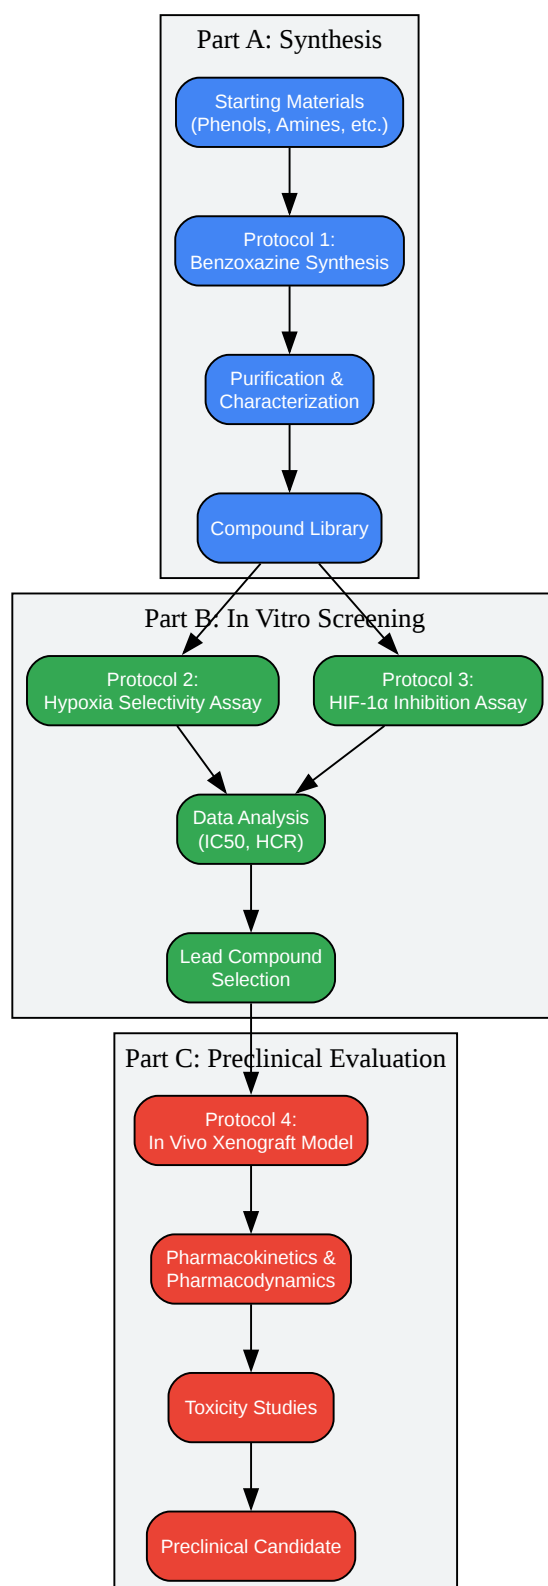 Part A: Synthesis
Starting Materials
(Phenols, Amines, etc.)
Protocol 1:
Benzoxazine Synthesis
Purification &
Characterization
Compound Library
Part B: In Vitro Screening
Protocol 2:
Hypoxia Selectivity Assay
Protocol 3:
HIF-1α Inhibition Assay
Data Analysis
(IC50, HCR)
Lead Compound
Selection
Part C: Preclinical Evaluation
Protocol 4:
In Vivo Xenograft Model
Pharmacokinetics &
Pharmacodynamics
Toxicity Studies
Preclinical Candidate